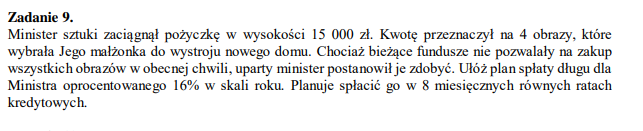 Zadanie 9.
Minister sztuki zaciągnął pożyczkę w wysokości 15 000 zł. Kwotę przeznaczył na 4 obrazy, które
wybrała Jego małżonka do wystroju nowego domu. Chociaż bieżące fundusze nie pozwalały na zakup
wszystkich obrazów w obecnej chwili, uparty minister postanowił je zdobyć. Ułóż plan spłaty długu dla
Ministra oprocentowanego 16% w skali roku. Planuje spłacić go w 8 miesięcznych równych ratach
kredytowych.